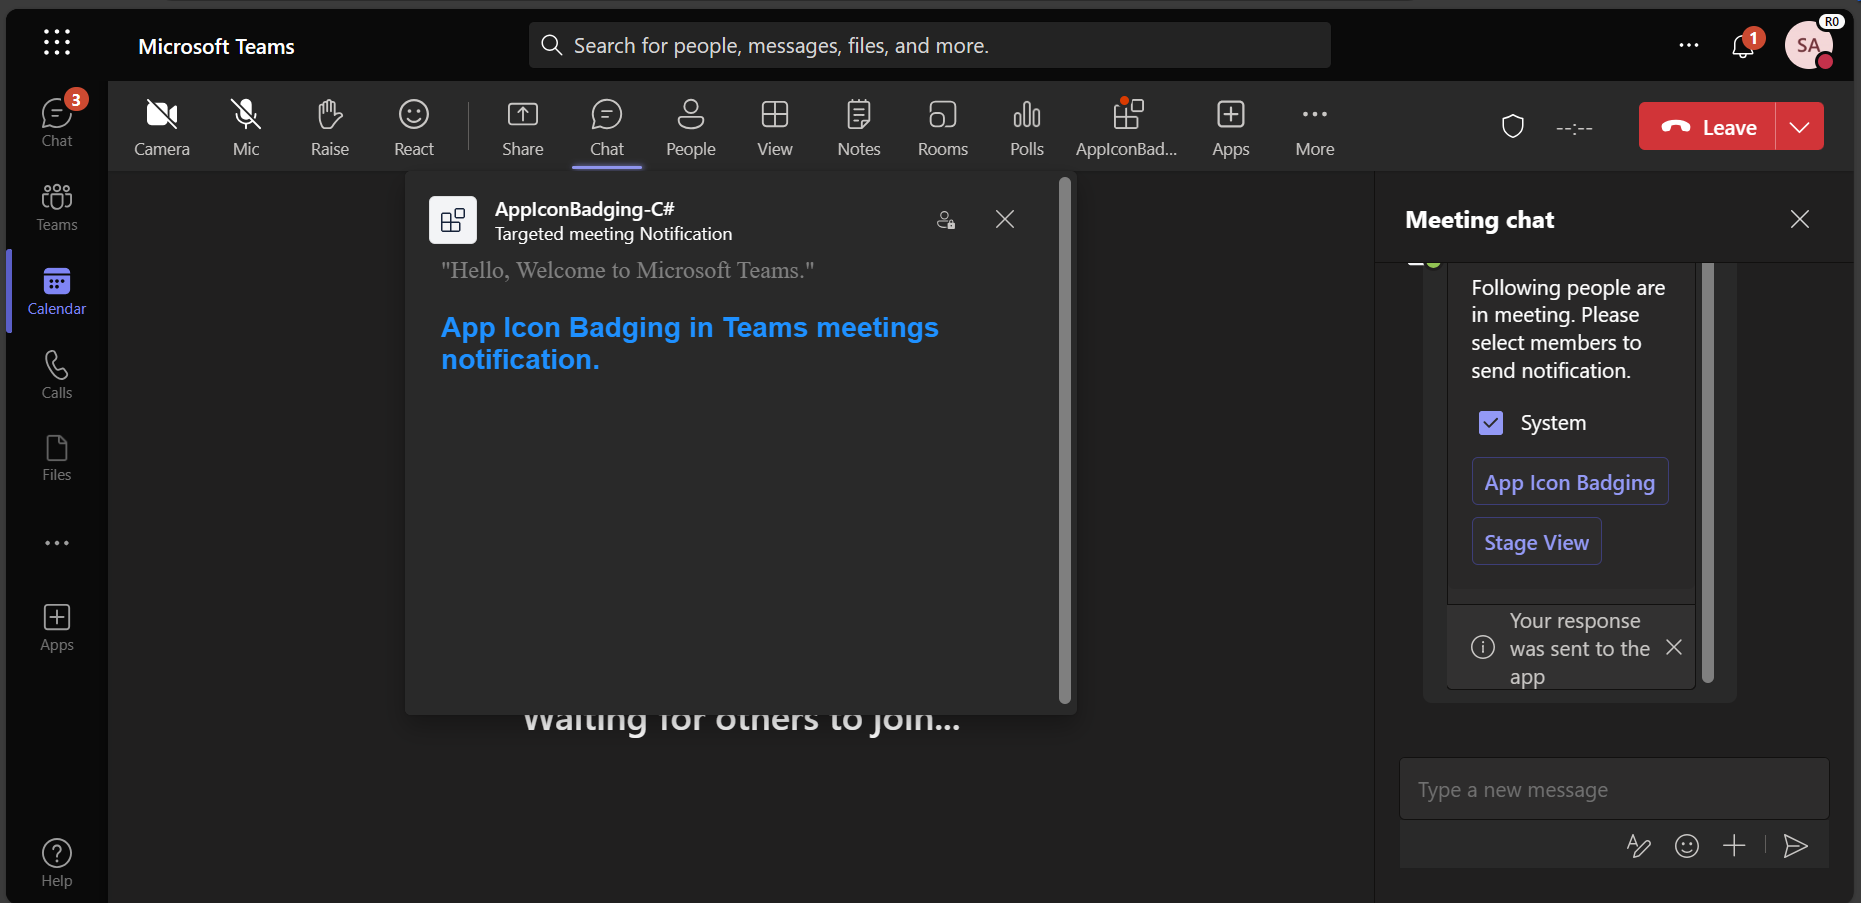 Microsoft Teams
Search for people, messages, files, and more.
1
SA
R0
3
Chat
Teams
Calendar
Calls
Files
Apps
Help
Camera
Mic
Raise
React
Share
Chat
People
View
Notes
Rooms
Polls
AppIconBad...
Apps
More
--:--
Leave
AppIconBadging-C#
Targeted meeting Notification
"Hello, Welcome to Microsoft Teams."
App Icon Badging in Teams meetings
notification.
Waiting for others to join...
Meeting chat
Following people are
in meeting. Please
select members to
send notification.
System
App Icon Badging
Stage View
Your response
was sent to the
app
Type a new message